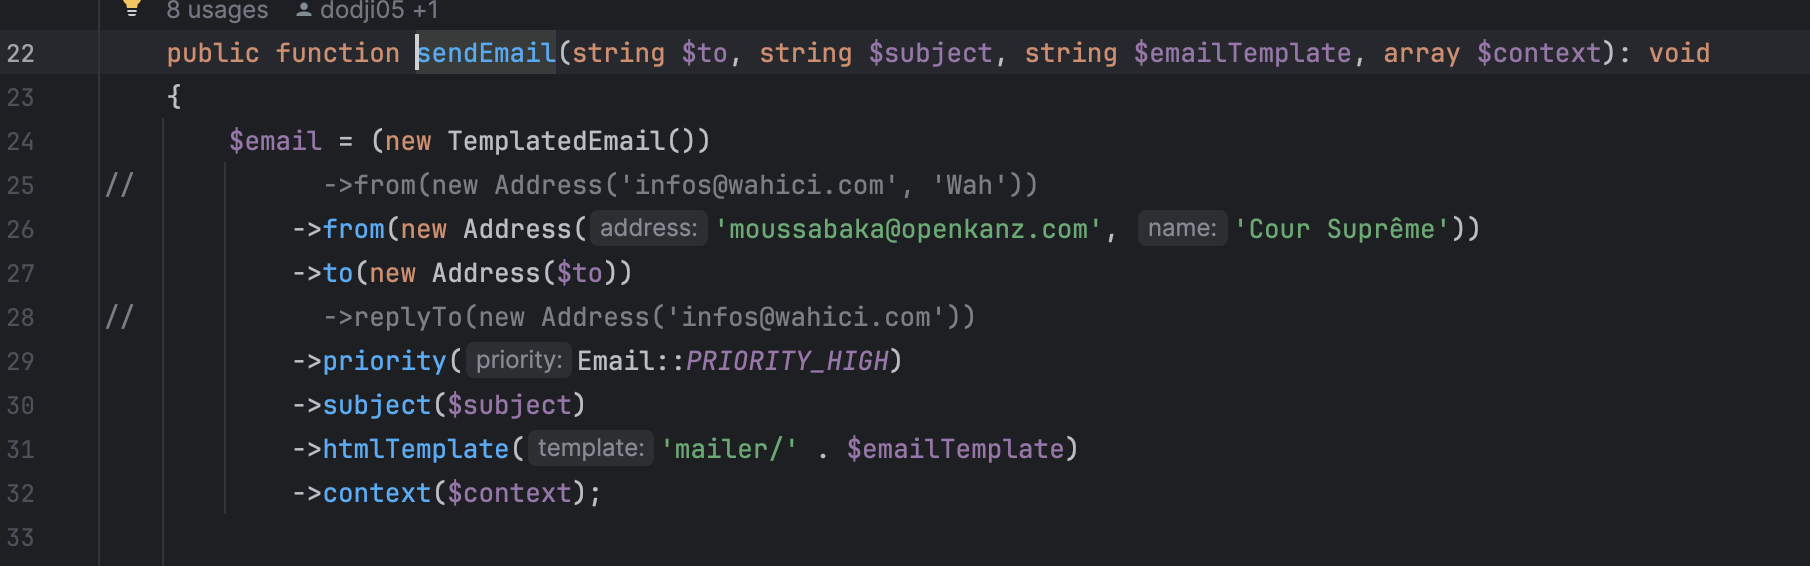 8 usages dodji05 +1
22 public function sendEmail(string $to, string $subject, string $emailTemplate, array $context): void
23 {
24 $email = (new TemplatedEmail())
25 // ->from(new Address('infos@wahici.com', 'Wah'))
26 ->from(new Address( address: 'moussabaka@openkanz.com', name: 'Cour Suprême'))
27 ->to(new Address($to))
28 // ->replyTo(new Address('infos@wahici.com'))
29 ->priority( priority: Email::PRIORITY_HIGH)
30 ->subject($subject)
31 ->htmlTemplate( template: 'mailer/' . $emailTemplate)
32 ->context($context);
33